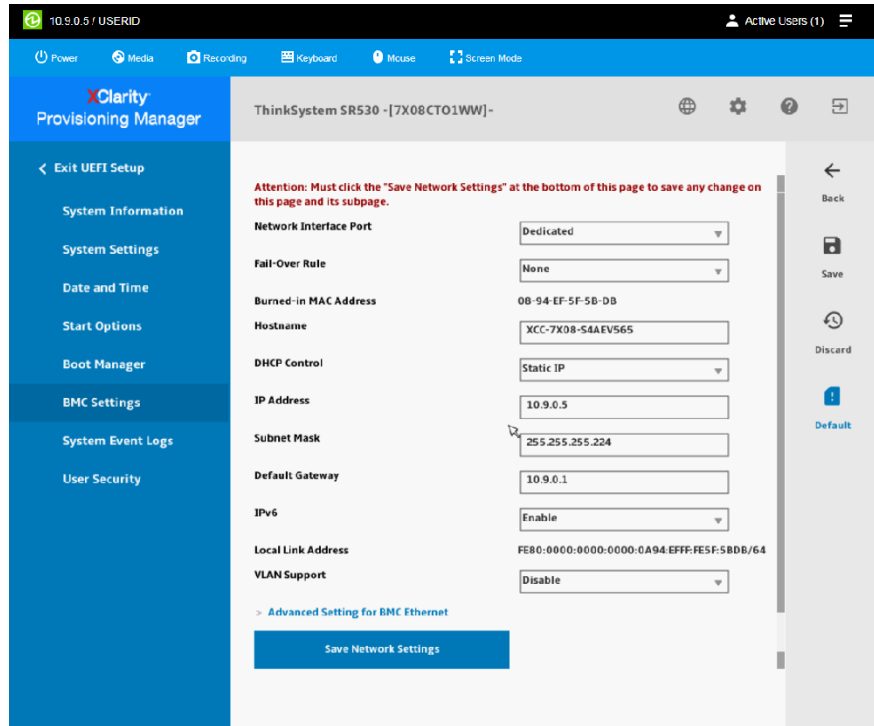 10.9.0.5 / USERID
Active Users (1)
Power
Media
Recording
Keyboard
Mouse
Screen Mode
XClarity
Provisioning Manager
ThinkSystem SR530 -[7X08CTO1WW]-
Exit UEFI Setup
System Information
System Settings
Date and Time
Start Options
Boot Manager
BMC Settings
System Event Logs
User Security
Attention: Must click the "Save Network Settings" at the bottom of this page to save any change on
this page and its subpage.
Network Interface Port Dedicated
Fail-Over Rule None
Burned-in MAC Address 08-94-EF-5F-5B-DB
Hostname XCC-7X08-S4AEV565
DHCP Control Static IP
IP Address 10.9.0.5
Subnet Mask 255.255.255.224
Default Gateway 10.9.0.1
IPv6 Enable
Local Link Address FE80:0000:0000:0000:0A94:EFFF:FE5F:5BDB/64
VLAN Support Disable
> Advanced Setting for BMC Ethernet
Save Network Settings
Back
Save
Discard
Default